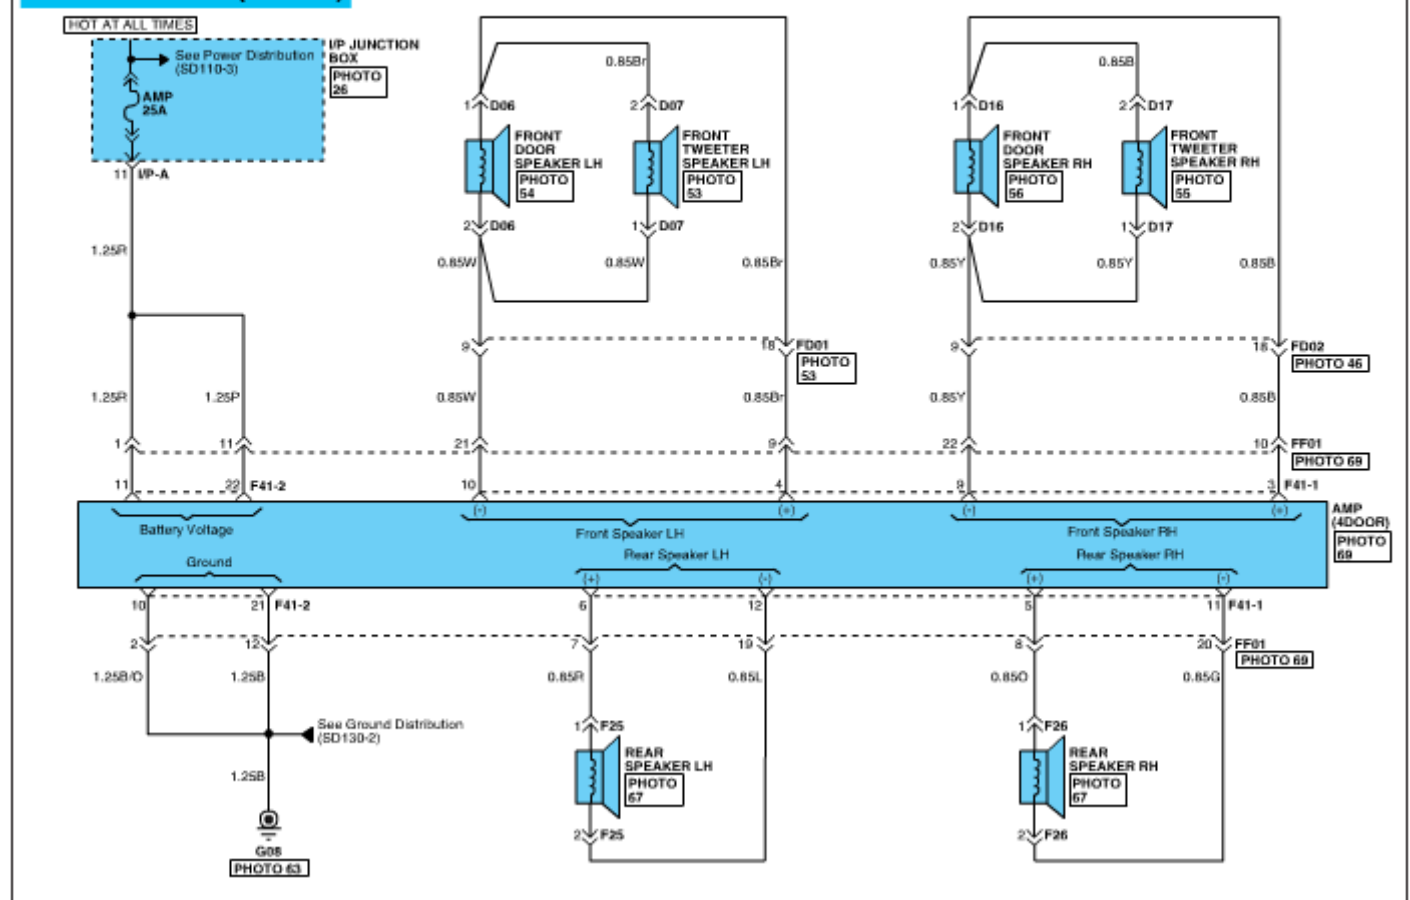 HOT AT ALL TIMES
See Power Distribution
(SD110-3)
I/P JUNCTION
BOX
PHOTO
26
AMP
25A
11 I/P-A
1.25R
0.85Br
1 D06
2 D07
FRONT
DOOR
SPEAKER LH
PHOTO
54
FRONT
TWEETER
SPEAKER LH
PHOTO
53
2 D06
1 D07
0.85W
0.85W
0.85Br
0.85B
1 D16
2 D17
FRONT
DOOR
SPEAKER RH
PHOTO
56
FRONT
TWEETER
SPEAKER RH
PHOTO
55
2 D16
1 D17
0.85Y
0.85Y
0.85B
9
18 FD01
PHOTO
53
9
18 FD02
PHOTO 46
1.25R
1.25P
0.85W
0.85Br
0.85Y
0.85B
1
11
21
9
22
10 FF01
PHOTO 69
11
22 F41-2
10
4
9
3 F41-1
(-)
(+)
(-)
(+)
AMP
(4DOOR)
PHOTO
69
Battery Voltage
Front Speaker LH
Front Speaker RH
Ground
Rear Speaker LH
Rear Speaker RH
(+)
(-)
(+)
(-)
10
21 F41-2
6
12
5
11 F41-1
2
12
7
19
8
20 FF01
PHOTO 69
1.25B/O
1.25B
0.85R
0.85L
0.85O
0.85G
See Ground Distribution
(SD130-2)
1 F25
REAR
SPEAKER LH
PHOTO
67
2 F25
1 F26
REAR
SPEAKER RH
PHOTO
67
2 F26
1.25B
G08
PHOTO 63